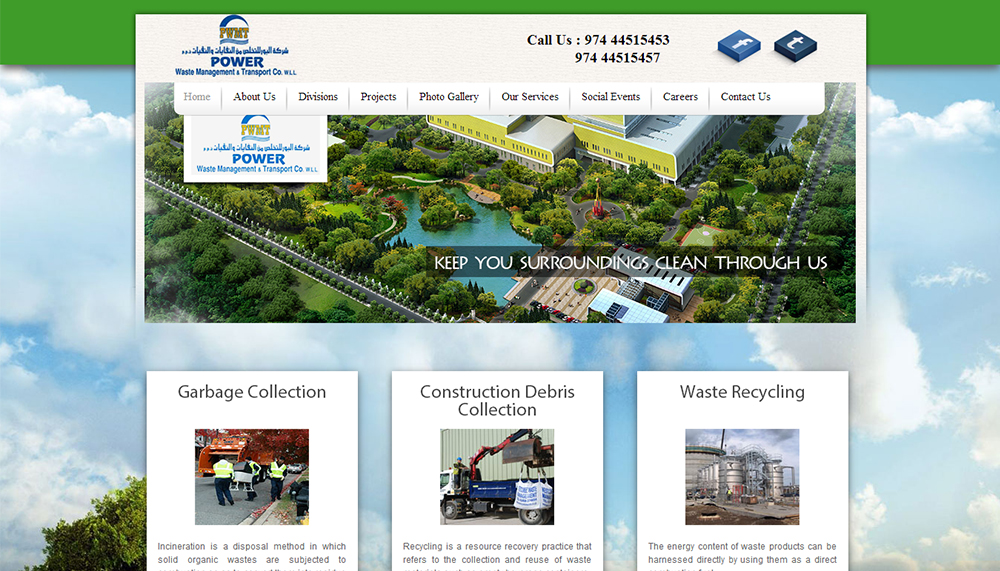 PWMT
شركة الباور للتخلص من النفايات والنقليات ذ.م.م
POWER
Waste Management & Transport Co. W.L.L
Call Us : 974 44515453
974 44515457
f
t
Home
About Us
Divisions
Projects
Photo Gallery
Our Services
Social Events
Careers
Contact Us
PWMT
شركة الباور للتخلص من النفايات والنقليات ذ.م.م
POWER
Waste Management & Transport Co. W.L.L
KEEP YOU SURROUNDINGS CLEAN THROUGH US
Garbage Collection
Construction Debris
Collection
Waste Recycling
Incineration is a disposal method in which
solid organic wastes are subjected to
Recycling is a resource recovery practice that
refers to the collection and reuse of waste
The energy content of waste products can be
harnessed directly by using them as a direct